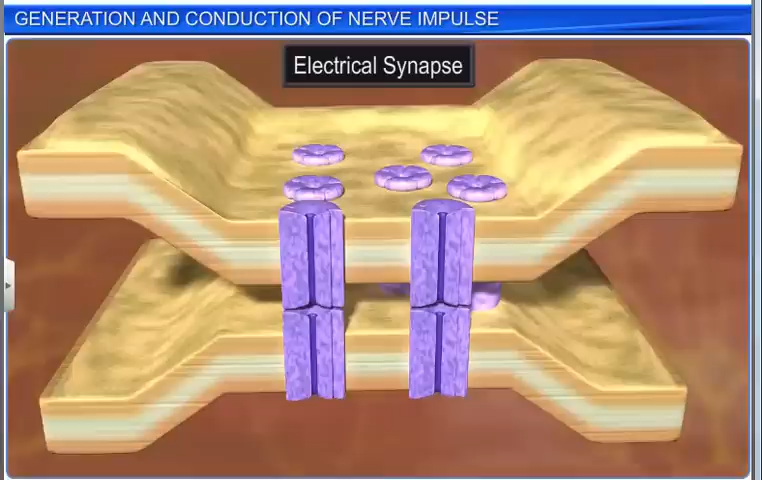 GENERATION AND CONDUCTION OF NERVE IMPULSE
Electrical Synapse